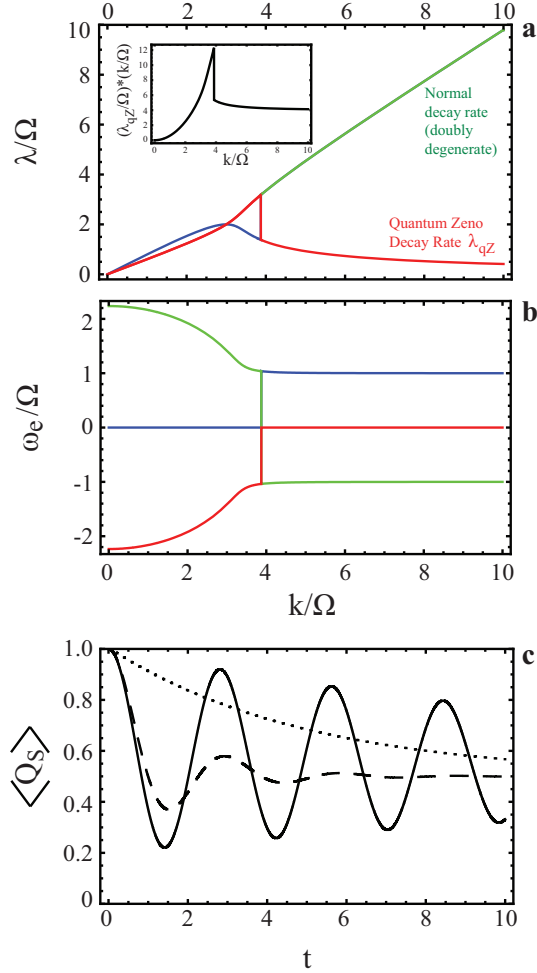 0 2 4 6 8 10
a
10
8
6
4
2
0
λ/Ω
12
10
8
6
4
2
0
(λqZ/Ω)*(k/Ω)
0 2 4 6 8 10
k/Ω
Normal
decay rate
(doubly
degenerate)
Quantum Zeno
Decay Rate λqZ
b
2
1
0
-1
-2
ωe/Ω
0 2 4 6 8 10
k/Ω
c
1.0
0.8
0.6
0.4
0.2
0
<QS>
0 2 4 6 8 10
t